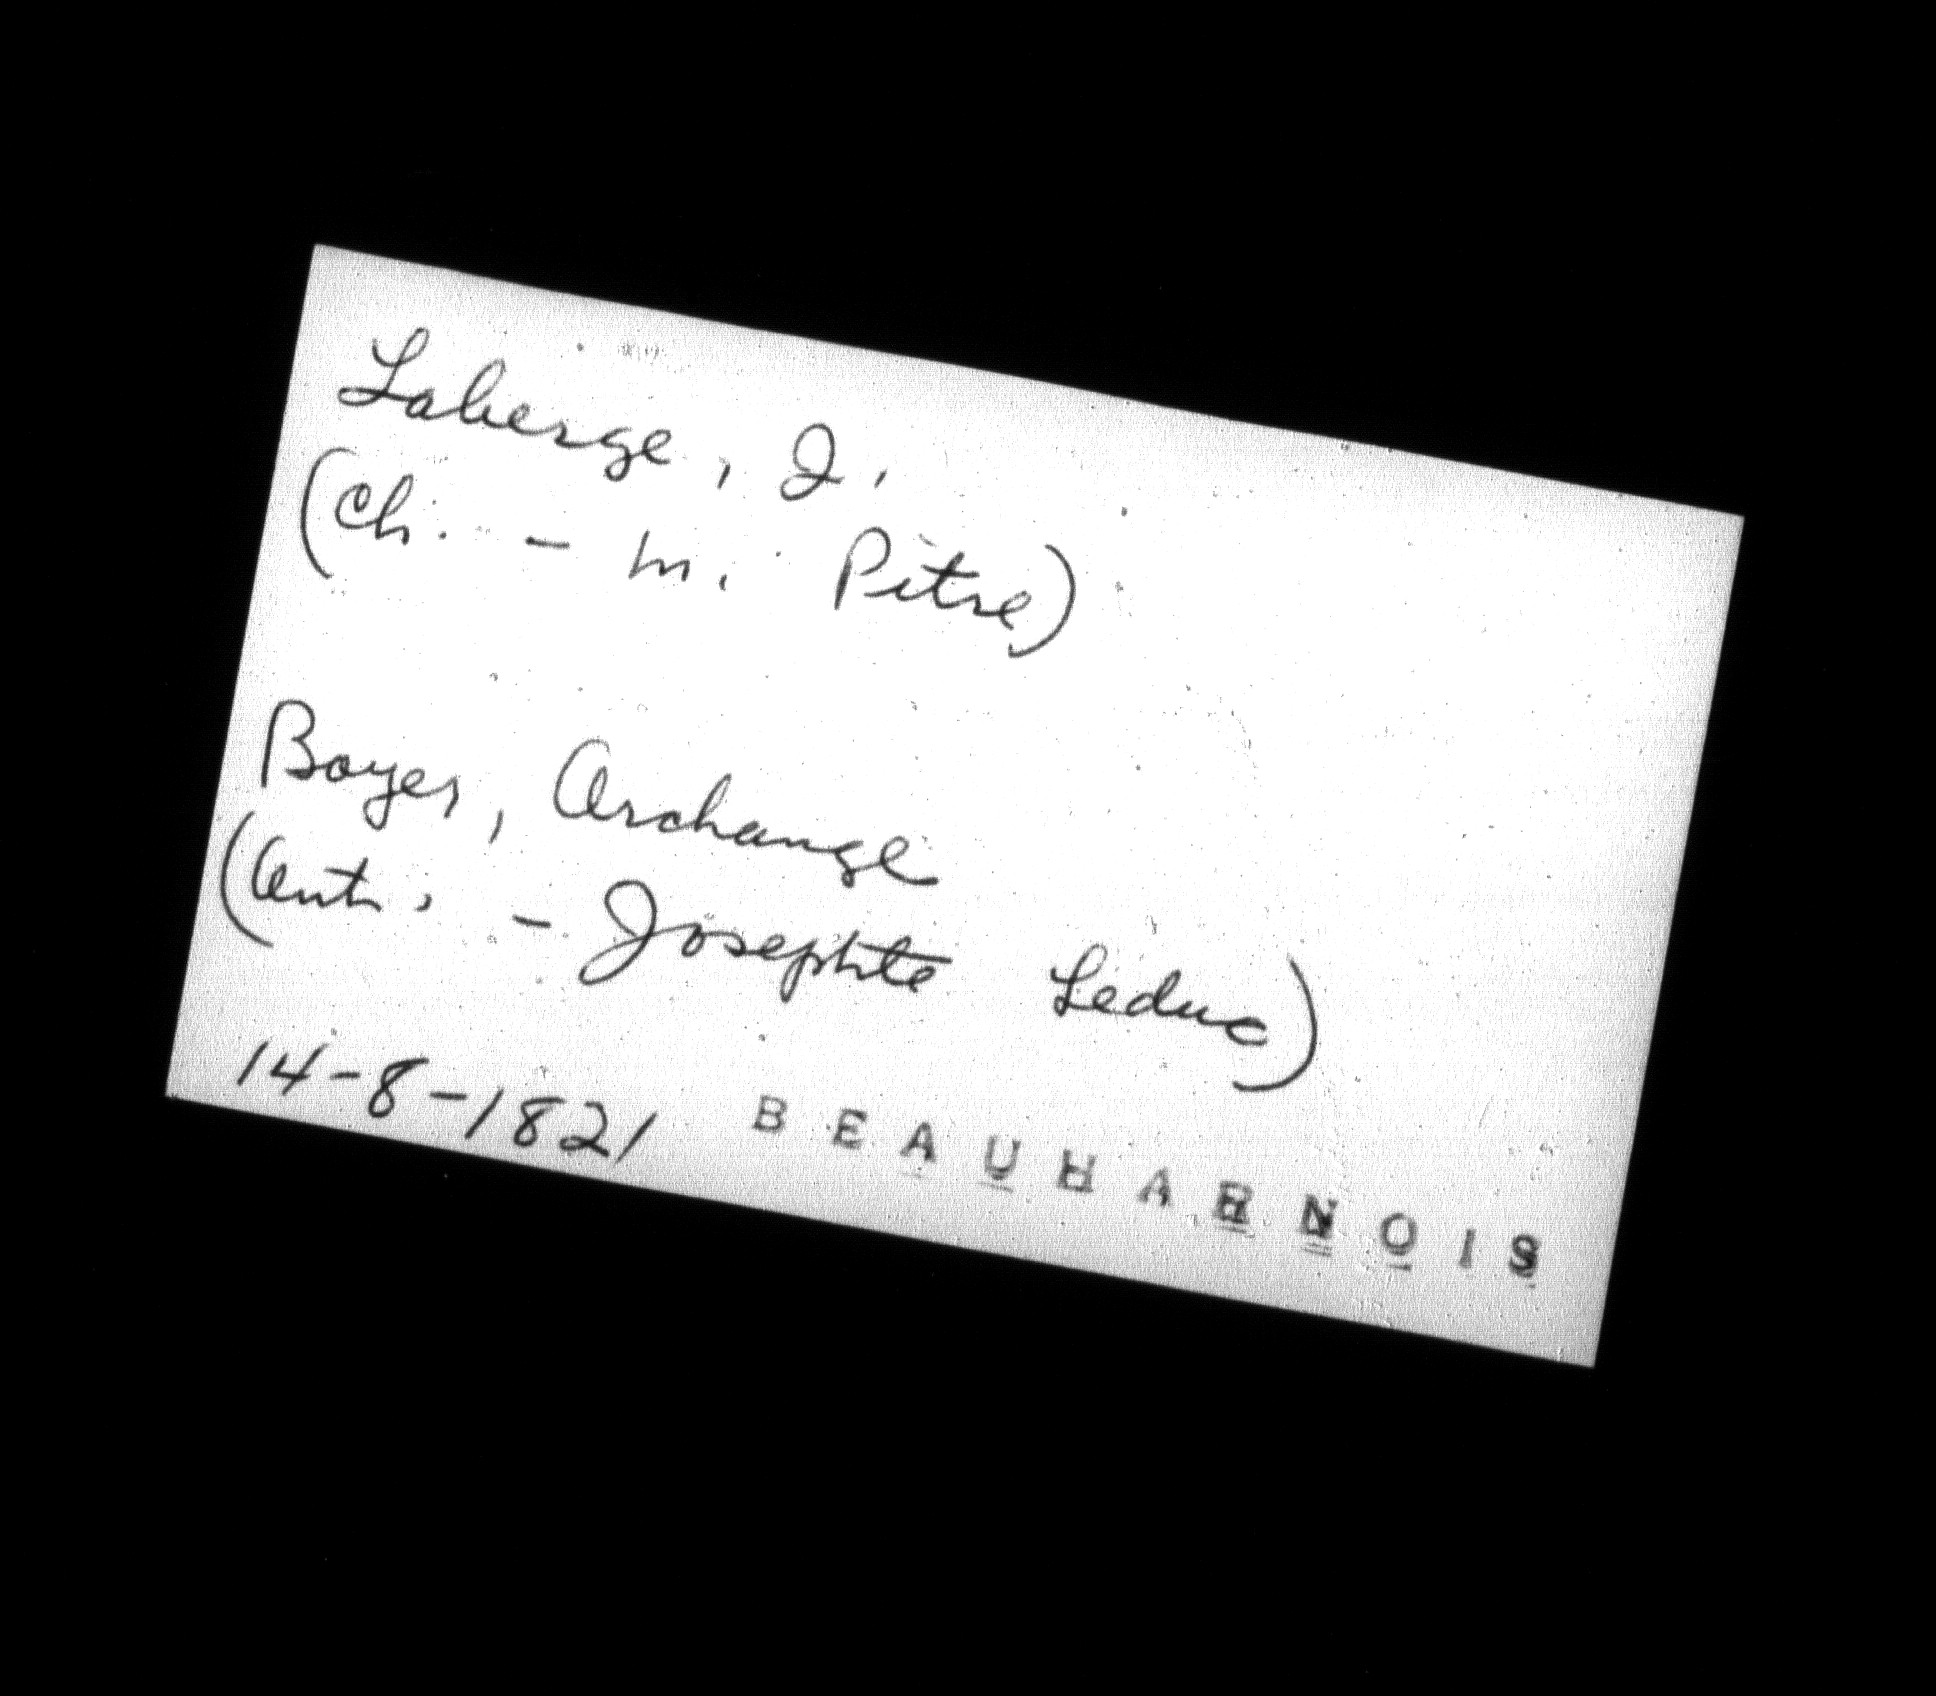 Laberge, J.
(Ch. - m. Pitre)
Boyer, Archange
(Ant. - Josephte Leduc)
14-8-1821 BEAUHARNOIS